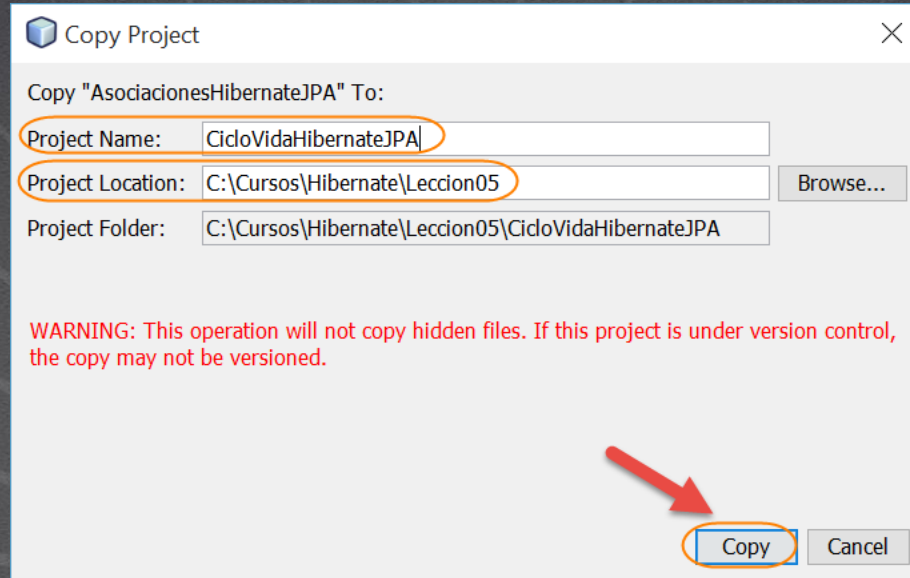 Copy Project
Copy "AsociacionesHibernateJPA" To:
Project Name: CicloVidaHibernateJPA
Project Location: C:\Cursos\Hibernate\Leccion05 Browse...
Project Folder: C:\Cursos\Hibernate\Leccion05\CicloVidaHibernateJPA
WARNING: This operation will not copy hidden files. If this project is under version control,
the copy may not be versioned.
Copy Cancel